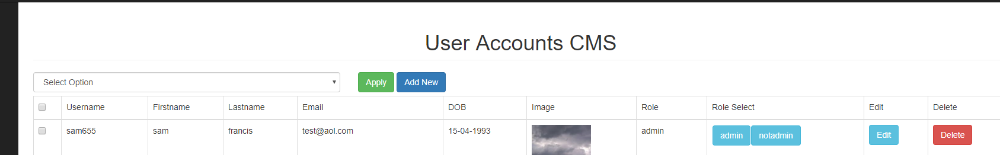 User Accounts CMS
Select Option Apply Add New
Username Firstname Lastname Email DOB Image Role Role Select Edit Delete
sam655 sam francis test@aol.com 15-04-1993 admin admin notadmin Edit Delete